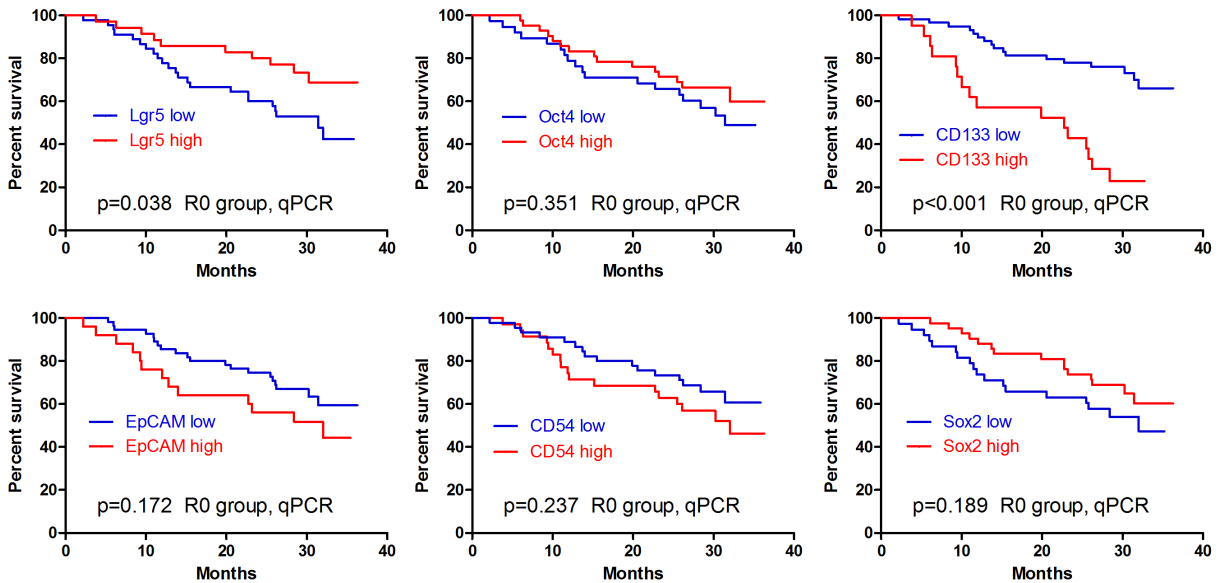 Percent survival
100
80
60
40
20
0
Lgr5 low
Lgr5 high
p=0.038 R0 group, qPCR
0 10 20 30 40
Months
Percent survival
100
80
60
40
20
0
Oct4 low
Oct4 high
p=0.351 R0 group, qPCR
0 10 20 30 40
Months
Percent survival
100
80
60
40
20
0
CD133 low
CD133 high
p<0.001 R0 group, qPCR
0 10 20 30 40
Months
Percent survival
100
80
60
40
20
0
EpCAM low
EpCAM high
p=0.172 R0 group, qPCR
0 10 20 30 40
Months
Percent survival
100
80
60
40
20
0
CD54 low
CD54 high
p=0.237 R0 group, qPCR
0 10 20 30 40
Months
Percent survival
100
80
60
40
20
0
Sox2 low
Sox2 high
p=0.189 R0 group, qPCR
0 10 20 30 40
Months